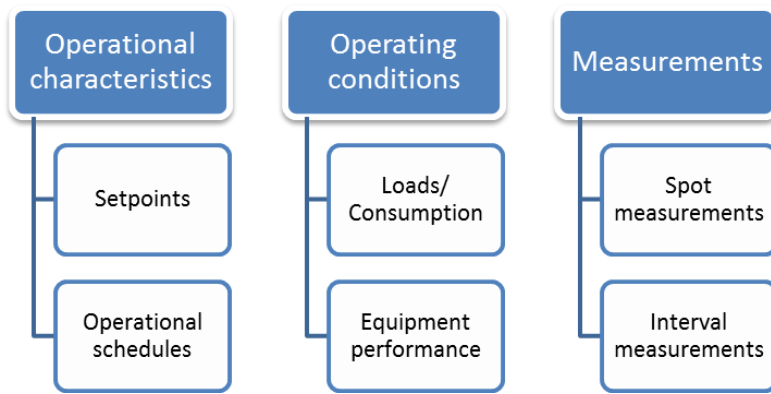 Operational
characteristics
Setpoints
Operational
schedules
Operating
conditions
Loads/
Consumption
Equipment
performance
Measurements
Spot
measurements
Interval
measurements